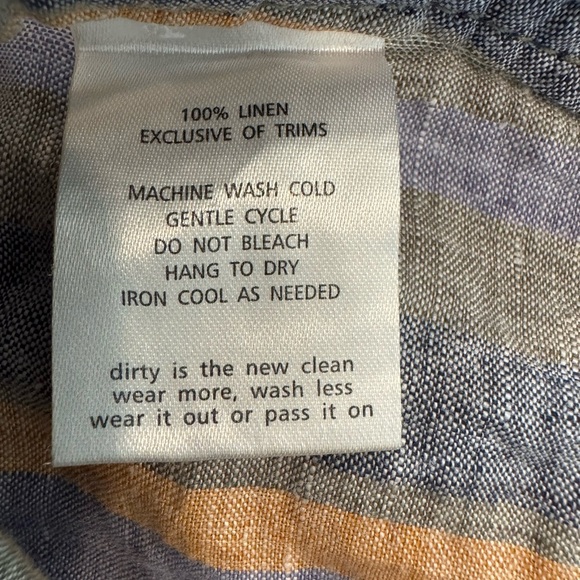 100% LINEN
EXCLUSIVE OF TRIMS
MACHINE WASH COLD
GENTLE CYCLE
DO NOT BLEACH
HANG TO DRY
IRON COOL AS NEEDED
dirty is the new clean
wear more, wash less
wear it out or pass it on